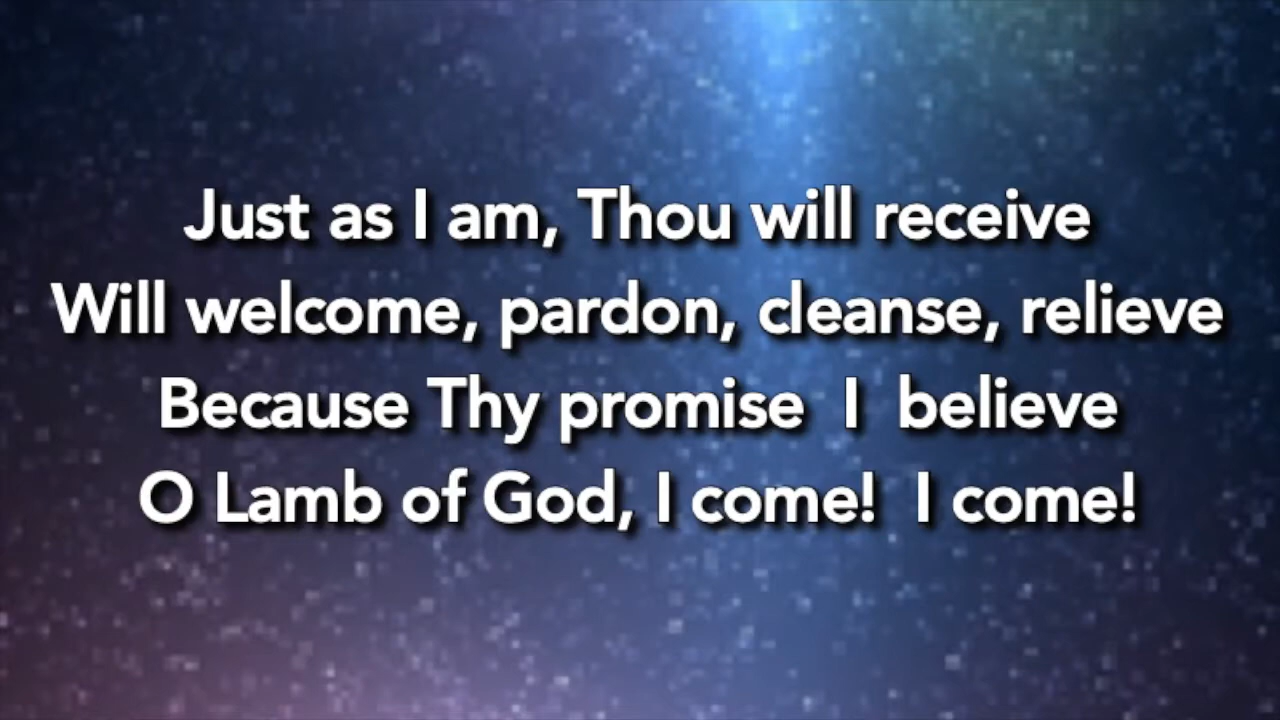 Just as I am, Thou will receive
Will welcome, pardon, cleanse, relieve
Because Thy promise I believe
O Lamb of God, I come! I come!